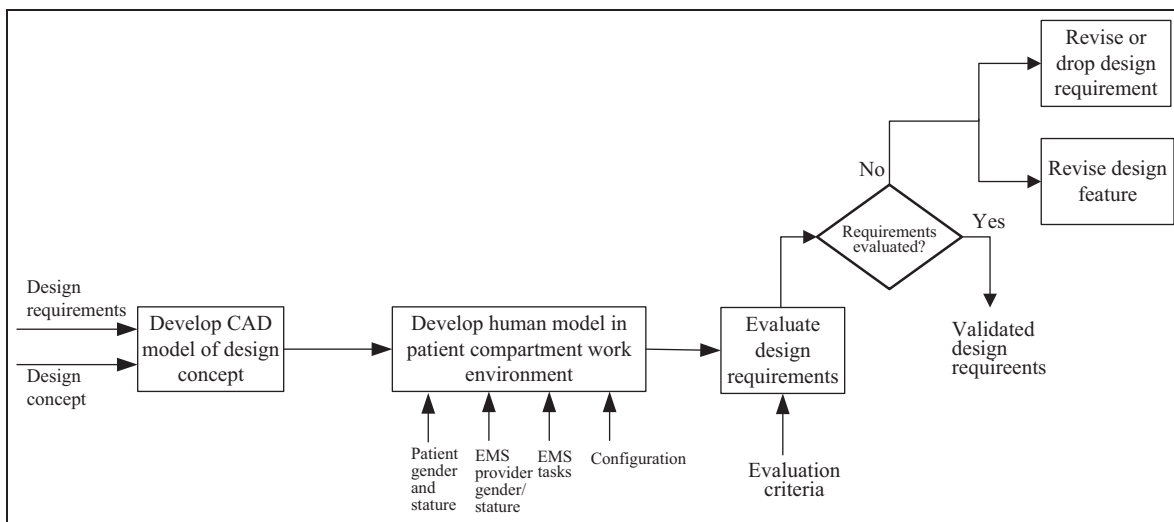 Design
requirements
Design
concept
Develop CAD
model of design
concept
Develop human model in
patient compartment work
environment
Patient
gender
and
stature
EMS
provider
gender/
stature
EMS
tasks
Configuration
Evaluate
design
requirements
Evaluation
criteria
Requirements
evaluated?
No
Yes
Revise or
drop design
requirement
Revise design
feature
Validated
design
requireents